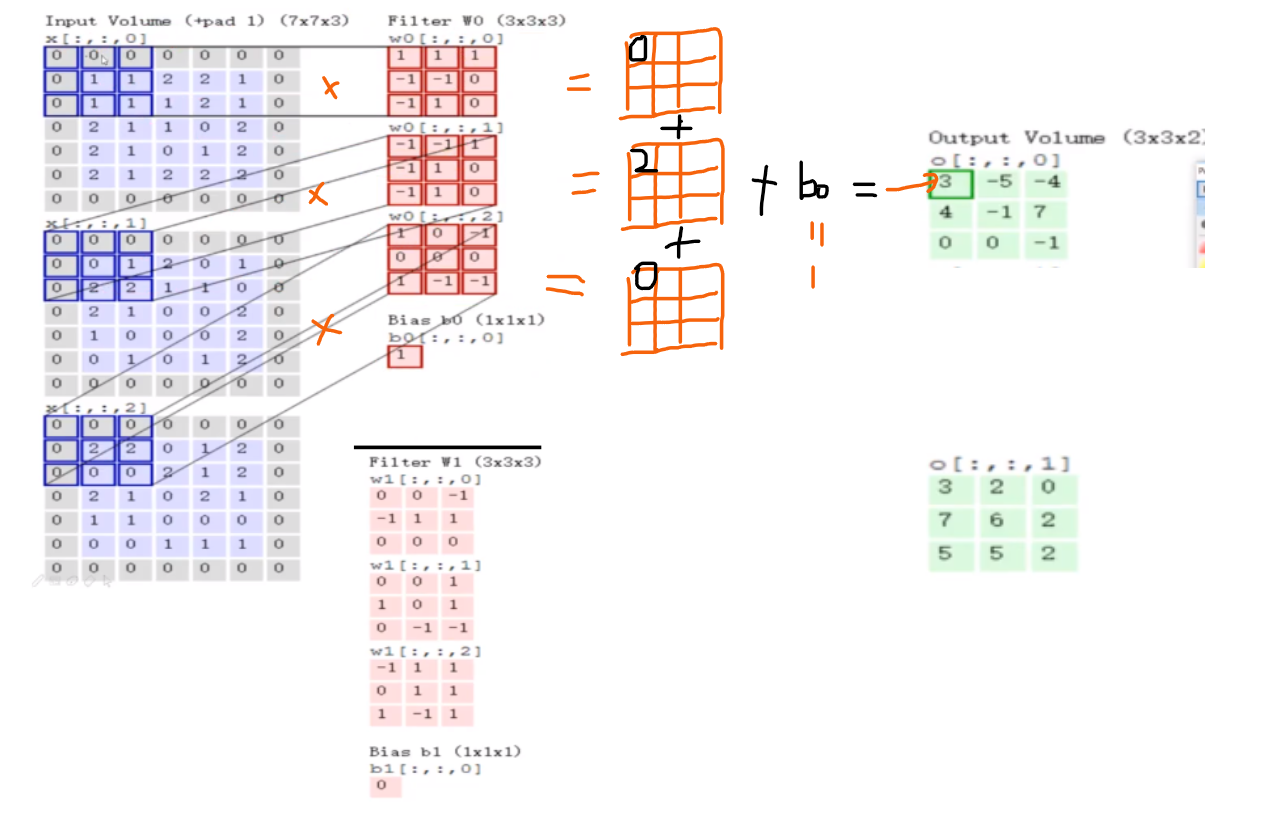 Input Volume (+pad 1) (7x7x3)
x[:,:,0]
0 0 0 0 0 0 0
0 1 1 2 2 1 0
0 1 1 1 2 1 0
0 2 1 1 0 2 0
0 2 1 0 1 2 0
0 2 1 2 2 2 0
0 0 0 0 0 0 0
x[:,:,1]
0 0 0 0 0 0 0
0 0 1 2 0 1 0
0 2 2 1 1 0 0
0 2 1 0 0 2 0
0 1 0 0 0 2 0
0 0 1 0 1 2 0
0 0 0 0 0 0 0
x[:,:,2]
0 0 0 0 0 0 0
0 2 2 0 1 2 0
0 0 0 2 1 2 0
0 2 1 0 2 1 0
0 1 1 0 0 0 0
0 0 0 1 1 1 0
0 0 0 0 0 0 0
×
×
×
Filter W0 (3x3x3)
w0[:,:,0]
1 1 1
-1 -1 0
-1 1 0
w0[:,:,1]
-1 -1 1
-1 1 0
-1 1 0
w0[:,:,2]
1 0 -1
0 0 0
1 -1 -1
Bias b0 (1x1x1)
b0[:,:,0]
1
Filter W1 (3x3x3)
w1[:,:,0]
0 0 -1
-1 1 1
0 0 0
w1[:,:,1]
0 0 1
1 0 1
0 -1 -1
w1[:,:,2]
-1 1 1
0 1 1
1 -1 1
Bias b1 (1x1x1)
b1[:,:,0]
0
= 0
+
= 2
+
= 0
+ b0 =
=
1
Output Volume (3x3x2)
o[:,:,0]
3 -5 -4
4 -1 7
0 0 -1
o[:,:,1]
3 2 0
7 6 2
5 5 2